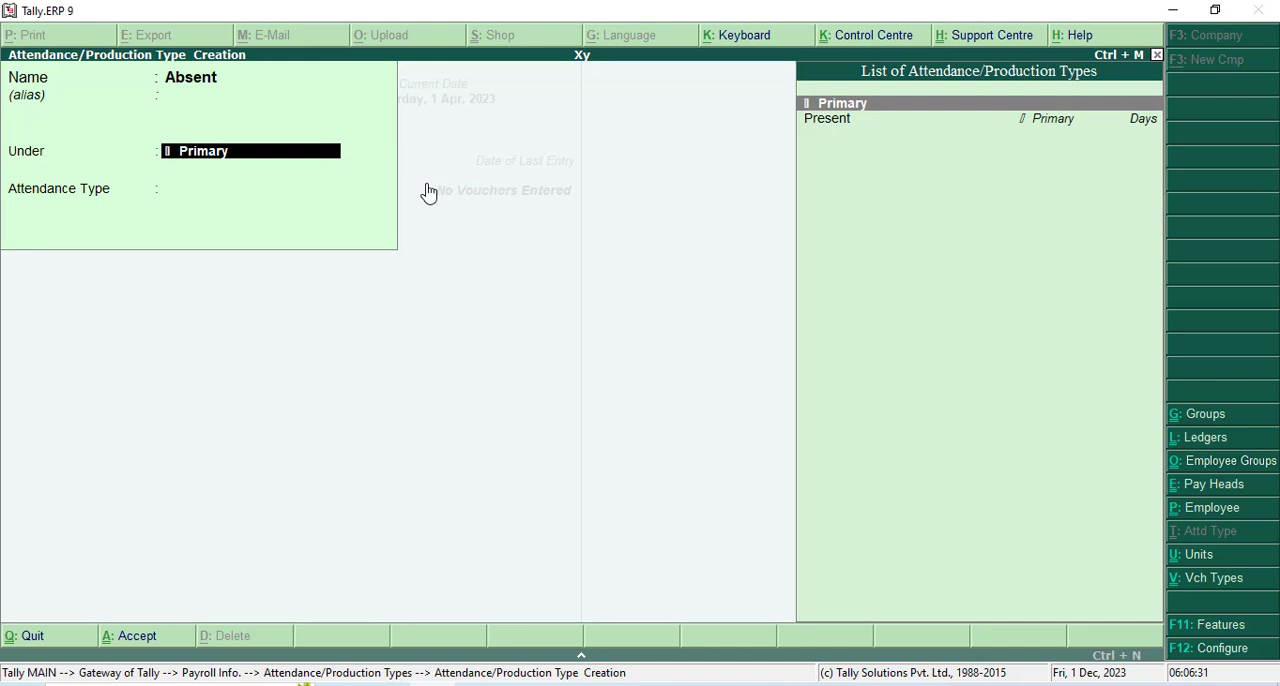 Tally.ERP 9
P: Print E: Export M: E-Mail O: Upload S: Shop G: Language K: Keyboard K: Control Centre H: Support Centre H: Help
F3: Company
F3: New Cmp
Attendance/Production Type Creation Xy Ctrl + M
Name : Absent
(alias) :
Under : Primary
Attendance Type :
Current Date
rday, 1 Apr, 2023
Date of Last Entry
No Vouchers Entered
List of Attendance/Production Types
Primary
Present Primary Days
G: Groups
L: Ledgers
O: Employee Groups
E: Pay Heads
P: Employee
T: Attd Type
U: Units
V: Vch Types
F11: Features
F12: Configure
Q: Quit A: Accept D: Delete
Ctrl + N
Tally MAIN --> Gateway of Tally --> Payroll Info. --> Attendance/Production Types --> Attendance/Production Type Creation (c) Tally Solutions Pvt. Ltd., 1988-2015 Fri, 1 Dec, 2023 06:06:31